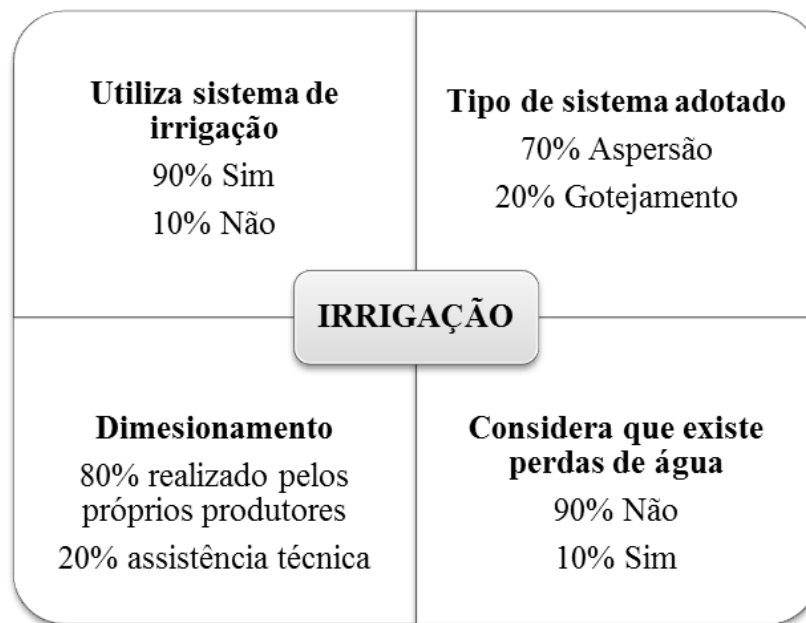 Utiliza sistema de
irrigação
90% Sim
10% Não
Tipo de sistema adotado
70% Aspersão
20% Gotejamento
IRRIGAÇÃO
Dimesionamento
80% realizado pelos
próprios produtores
20% assistência técnica
Considera que existe
perdas de água
90% Não
10% Sim